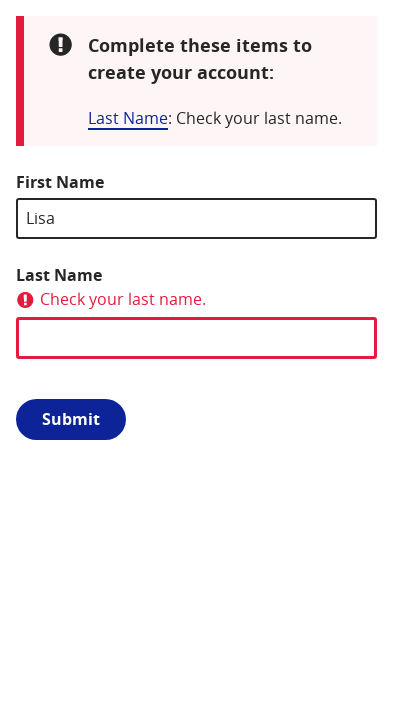 Complete these items to
create your account:
Last Name: Check your last name.
First Name
Lisa
Last Name
Check your last name.
Submit